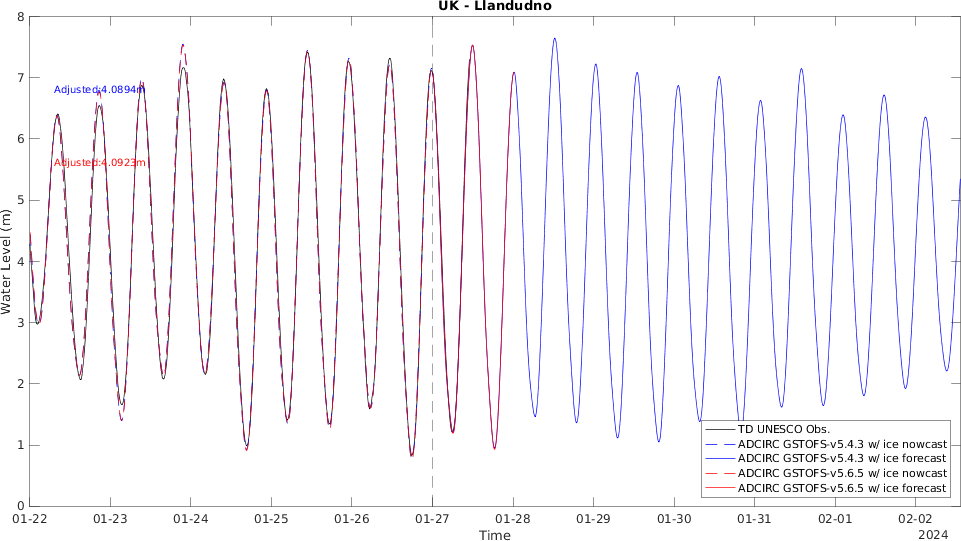 UK - Llandudno
8
7
6
5
4
3
2
1
0
Water Level (m)
Adjusted:4.0894m
Adjusted:4.0923m
TD UNESCO Obs.
ADCIRC GSTOFS-v5.4.3 w/ ice nowcast
ADCIRC GSTOFS-v5.4.3 w/ ice forecast
ADCIRC GSTOFS-v5.6.5 w/ ice nowcast
ADCIRC GSTOFS-v5.6.5 w/ ice forecast
01-22 01-23 01-24 01-25 01-26 01-27 01-28 01-29 01-30 01-31 02-01 02-02
Time
2024